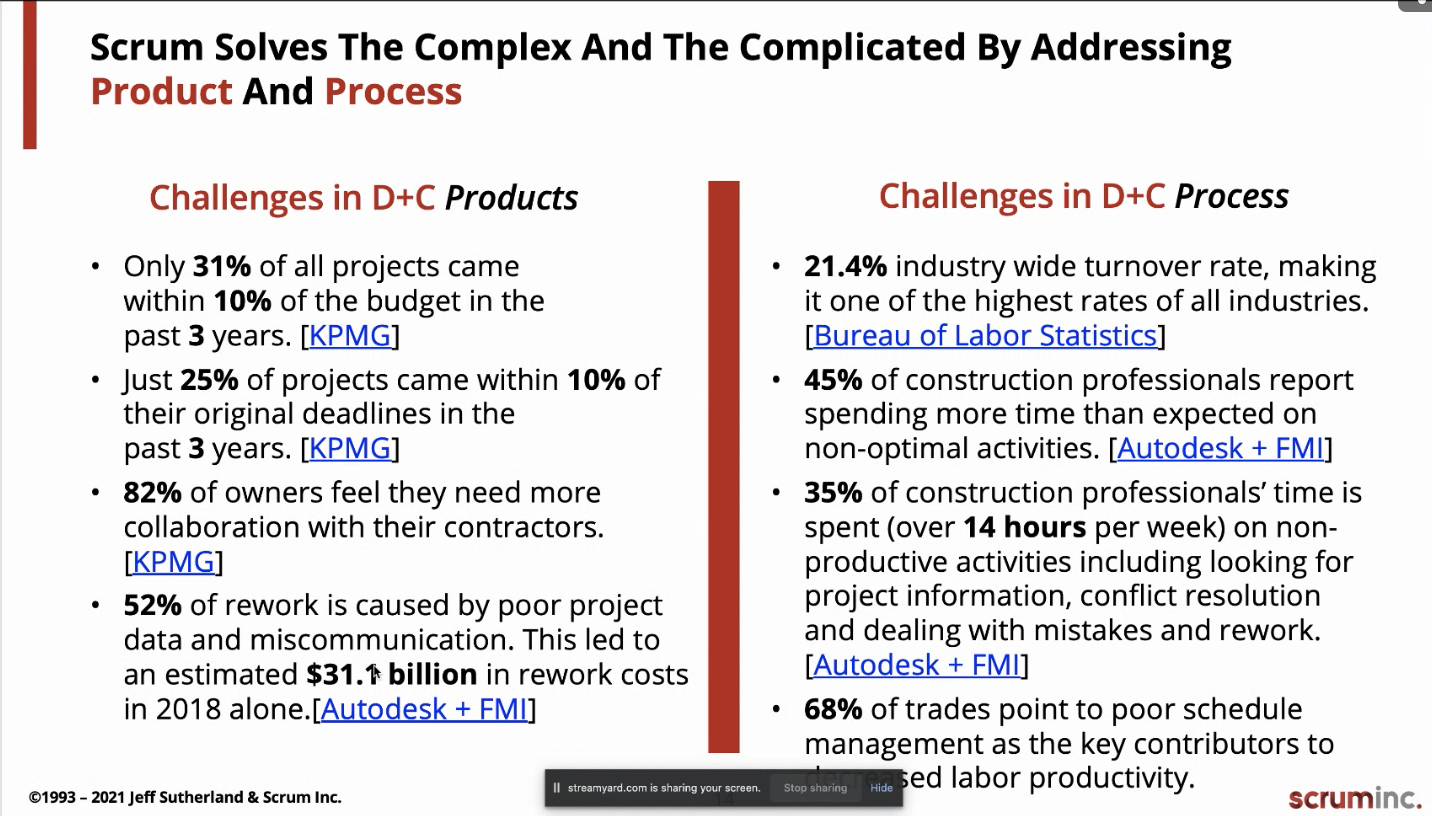 Scrum Solves The Complex And The Complicated By Addressing
Product And Process
Challenges in D+C Products
• Only 31% of all projects came
within 10% of the budget in the
past 3 years. [KPMG]
• Just 25% of projects came within 10% of
their original deadlines in the
past 3 years. [KPMG]
• 82% of owners feel they need more
collaboration with their contractors.
[KPMG]
• 52% of rework is caused by poor project
data and miscommunication. This led to
an estimated $31.1 billion in rework costs
in 2018 alone.[Autodesk + FMI]
Challenges in D+C Process
• 21.4% industry wide turnover rate, making
it one of the highest rates of all industries.
[Bureau of Labor Statistics]
• 45% of construction professionals report
spending more time than expected on
non-optimal activities. [Autodesk + FMI]
• 35% of construction professionals’ time is
spent (over 14 hours per week) on non-
productive activities including looking for
project information, conflict resolution
and dealing with mistakes and rework.
[Autodesk + FMI]
• 68% of trades point to poor schedule
management as the key contributors to
decreased labor productivity.
©1993 – 2021 Jeff Sutherland & Scrum Inc.
streamyard.com is sharing your screen. Stop sharing Hide
scruminc.